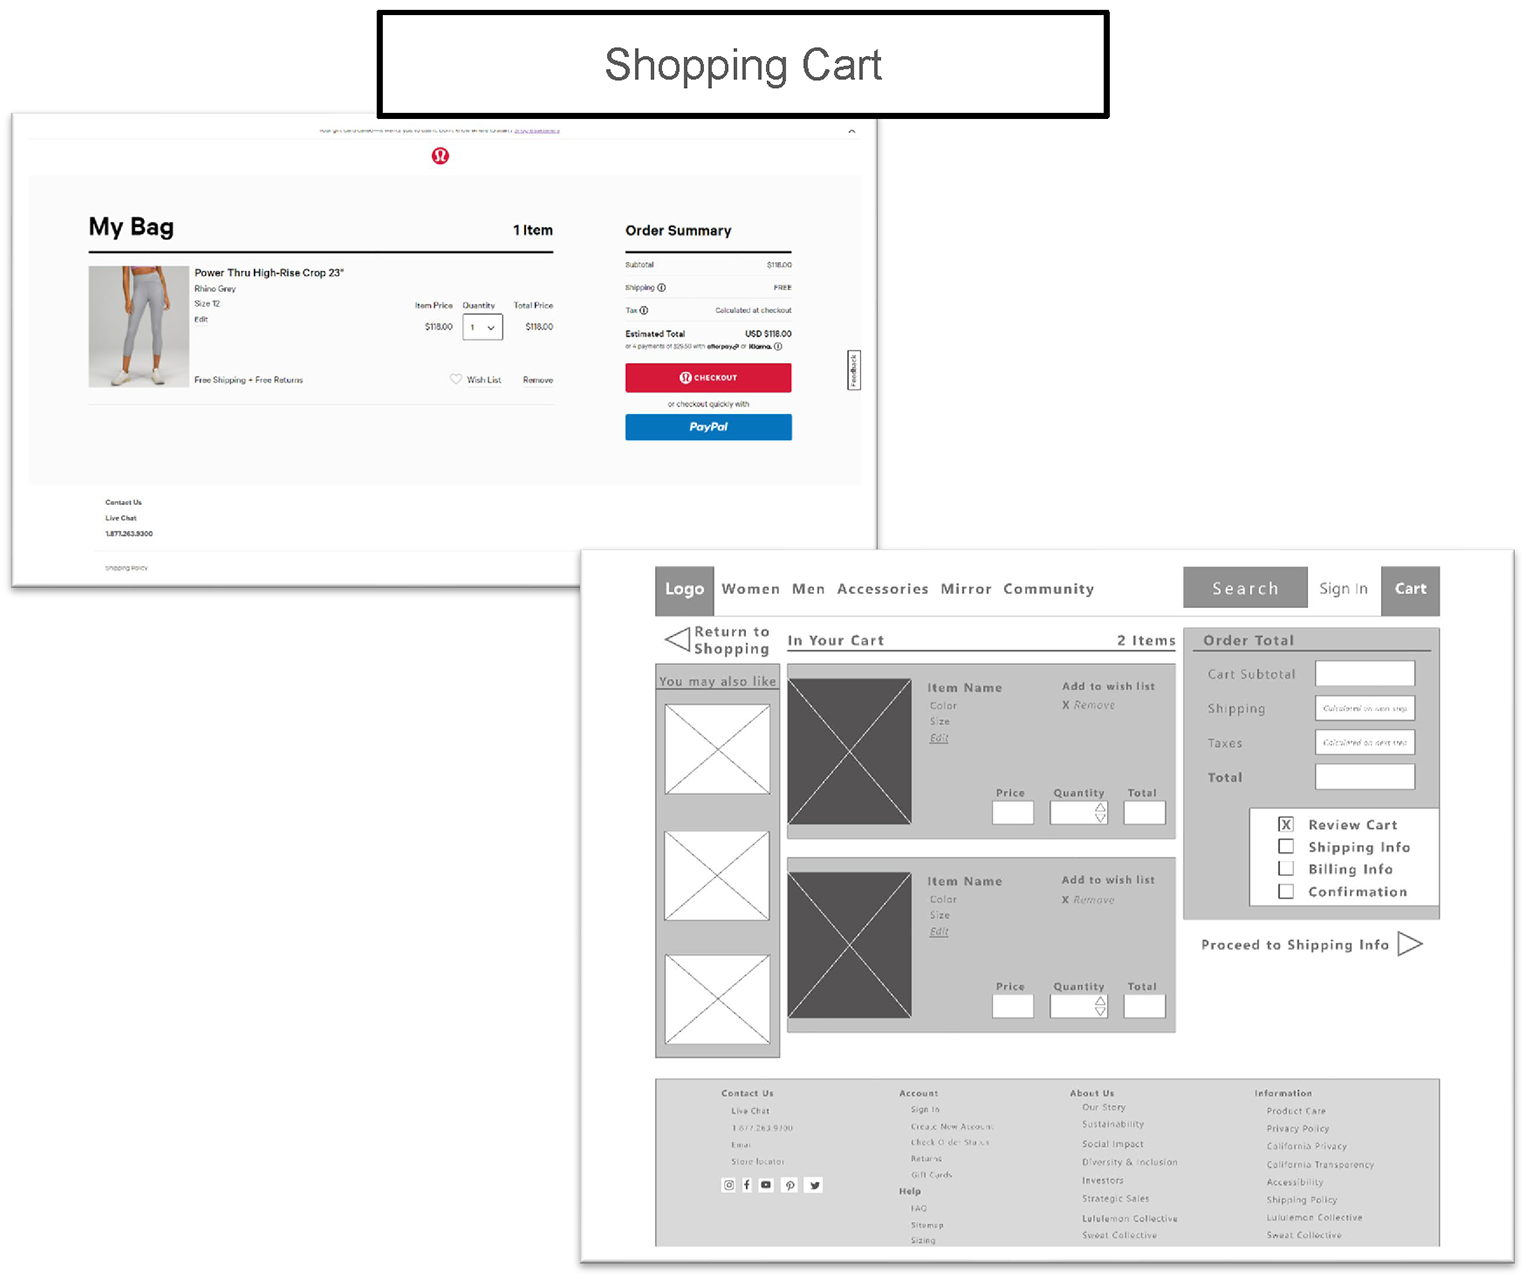 Shopping Cart
My Bag
1 Item
Power Thru High-Rise Crop 23"
Rhino Grey
Size 12
Edit
Item Price Quantity Total Price
$118.00 1 $118.00
Free Shipping + Free Returns
Wish List Remove
Order Summary
Subtotal $118.00
Shipping FREE
Tax Calculated at checkout
Estimated Total USD $118.00
or 4 payments of $29.50 with afterpay or Klarna.
CHECKOUT
or checkout quickly with
PayPal
Feedback
Contact Us
Live Chat
1.877.263.9300
Shipping Policy
Logo Women Men Accessories Mirror Community Search Sign In Cart
Return to
Shopping
In Your Cart 2 Items
You may also like
Item Name Add to wish list
Color X Remove
Size
Edit
Price Quantity Total
Item Name Add to wish list
Color X Remove
Size
Edit
Price Quantity Total
Order Total
Cart Subtotal
Shipping Calculated on next step
Taxes Calculated on next step
Total
X Review Cart
Shipping Info
Billing Info
Confirmation
Proceed to Shipping Info
Contact Us
Live Chat
1.877.263.9300
Email
Store locator
Account
Sign In
Create New Account
Check Order Status
Returns
Gift Cards
Help
FAQ
Sitemap
Sizing
About Us
Our Story
Sustainability
Social Impact
Diversity & Inclusion
Investors
Strategic Sales
Lululemon Collective
Sweat Collective
Information
Product Care
Privacy Policy
California Privacy
California Transparency
Accessibility
Shipping Policy
Lululemon Collective
Sweat Collective